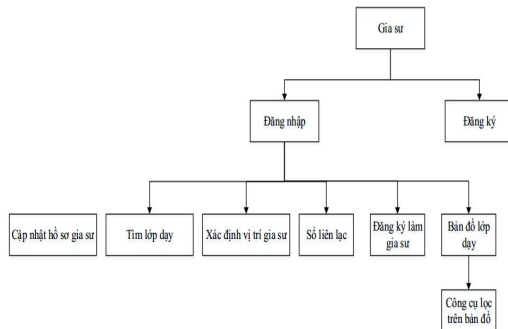 Gia sư
Đăng nhập
Đăng ký
Cập nhật hồ sơ gia sư
Tìm lớp dạy
Xác định vị trí gia sư
Sổ liên lạc
Đăng ký làm
gia sư
Bản đồ lớp
dạy
Công cụ lọc
trên bản đồ